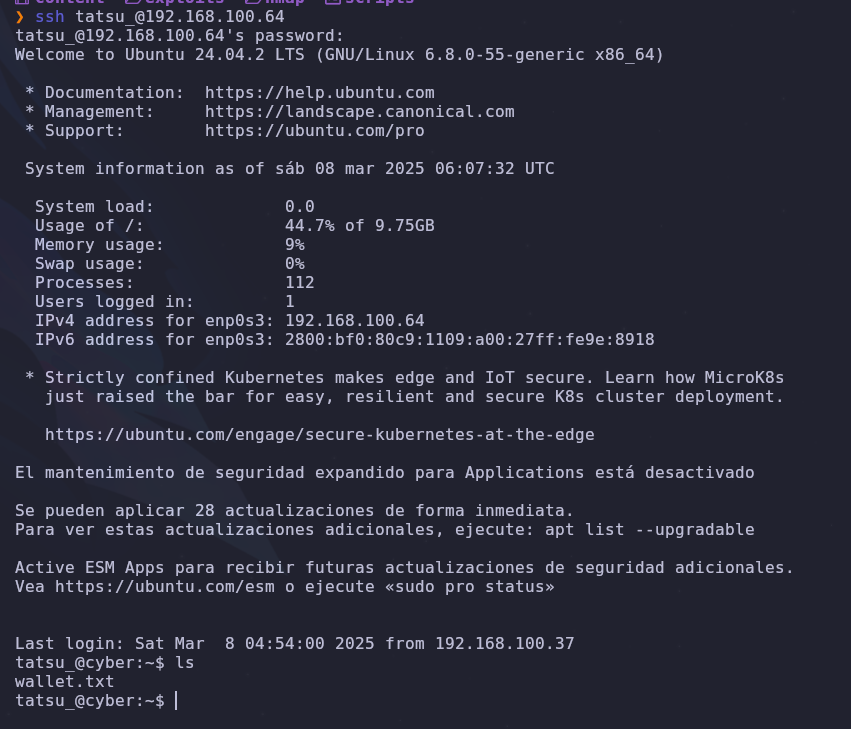 content exploits nmap scripts
❯ ssh tatsu_@192.168.100.64
tatsu_@192.168.100.64's password:
Welcome to Ubuntu 24.04.2 LTS (GNU/Linux 6.8.0-55-generic x86_64)
* Documentation: https://help.ubuntu.com
* Management: https://landscape.canonical.com
* Support: https://ubuntu.com/pro
System information as of sáb 08 mar 2025 06:07:32 UTC
System load: 0.0
Usage of /: 44.7% of 9.75GB
Memory usage: 9%
Swap usage: 0%
Processes: 112
Users logged in: 1
IPv4 address for enp0s3: 192.168.100.64
IPv6 address for enp0s3: 2800:bf0:80c9:1109:a00:27ff:fe9e:8918
* Strictly confined Kubernetes makes edge and IoT secure. Learn how MicroK8s
just raised the bar for easy, resilient and secure K8s cluster deployment.
https://ubuntu.com/engage/secure-kubernetes-at-the-edge
El mantenimiento de seguridad expandido para Applications está desactivado
Se pueden aplicar 28 actualizaciones de forma inmediata.
Para ver estas actualizaciones adicionales, ejecute: apt list --upgradable
Active ESM Apps para recibir futuras actualizaciones de seguridad adicionales.
Vea https://ubuntu.com/esm o ejecute «sudo pro status»
Last login: Sat Mar  8 04:54:00 2025 from 192.168.100.37
tatsu_@cyber:~$ ls
wallet.txt
tatsu_@cyber:~$